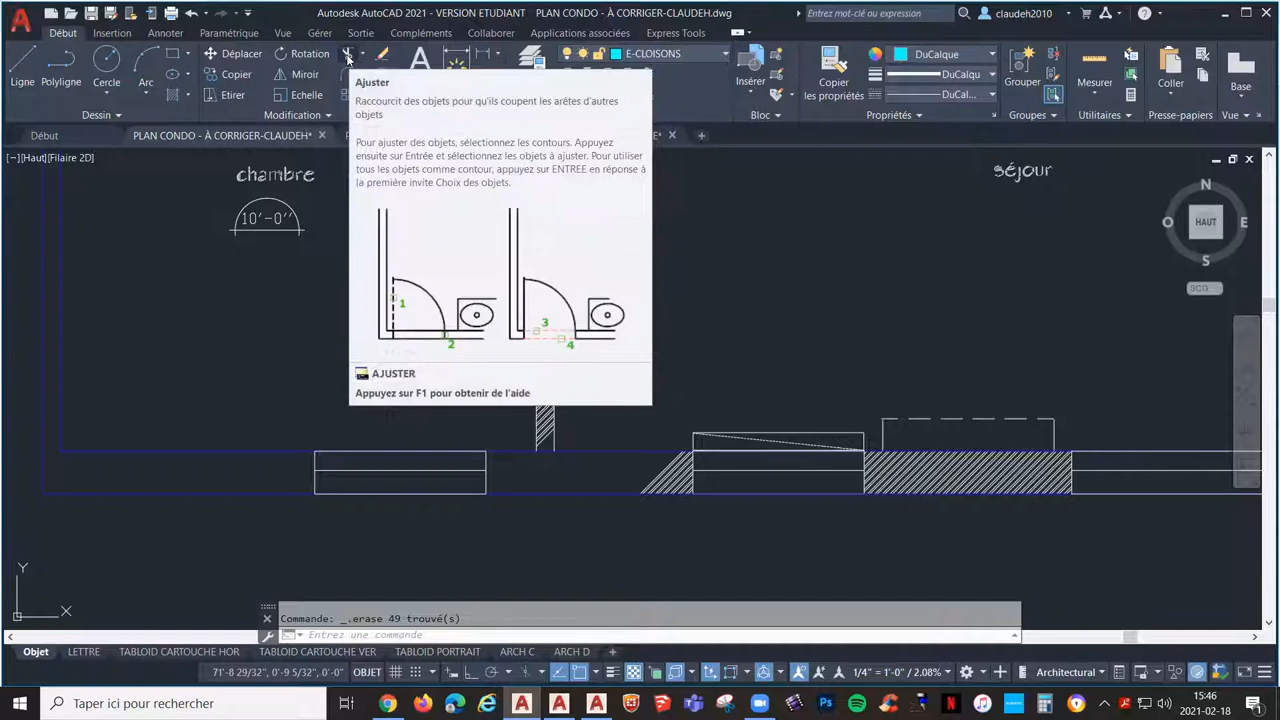 Autodesk AutoCAD 2021 - VERSION ETUDIANT PLAN CONDO - À CORRIGER-CLAUDEH.dwg
Entrez mot-clé ou expression
claudeh2010
Début Insertion Annoter Paramétrique Vue Gérer Sortie Compléments Collaborer Applications proposées Express Tools
Ligne Polyligne Cercle Arc
Déplacer Rotation
Copier Miroir
Etirer Echelle
E-CLOISONS
Insérer
Copier
les propriétés
DuCalque
DuCalqu
DuCal...
Grouper
Mesurer
Coller
Base
Dessin Modification Bloc Propriétés Groupes Utilitaires Presse-papiers Vue
Début PLAN CONDO - À CORRIGER-CLAUDEH*
[−][Haut][Filaire 2D]
Ajuster
Raccourcit des objets pour qu'ils coupent les arêtes d'autres
objets
Pour ajuster des objets, sélectionnez les contours. Appuyez
ensuite sur Entrée et sélectionnez les objets à ajuster. Pour utiliser
tous les objets comme contour, appuyez sur ENTREE en réponse à
la première invite Choix des objets.
1
2
3
4
AJUSTER
Appuyez sur F1 pour obtenir de l'aide
chambre
10'-0''
séjour
N
O HAUT E
S
SCG
Y
X
Commande: _.erase 49 trouvé(s)
Entrez une commande
Objet LETTRE TABLOID CARTOUCHE HOR TABLOID CARTOUCHE VER TABLOID PORTRAIT ARCH C ARCH D
71'-8 29/32", 0'-9 5/32", 0'-0" OBJET 1/4" = 1'-0" / 2.08% Architectural
Taper ici pour rechercher
15:46
2021-02-18